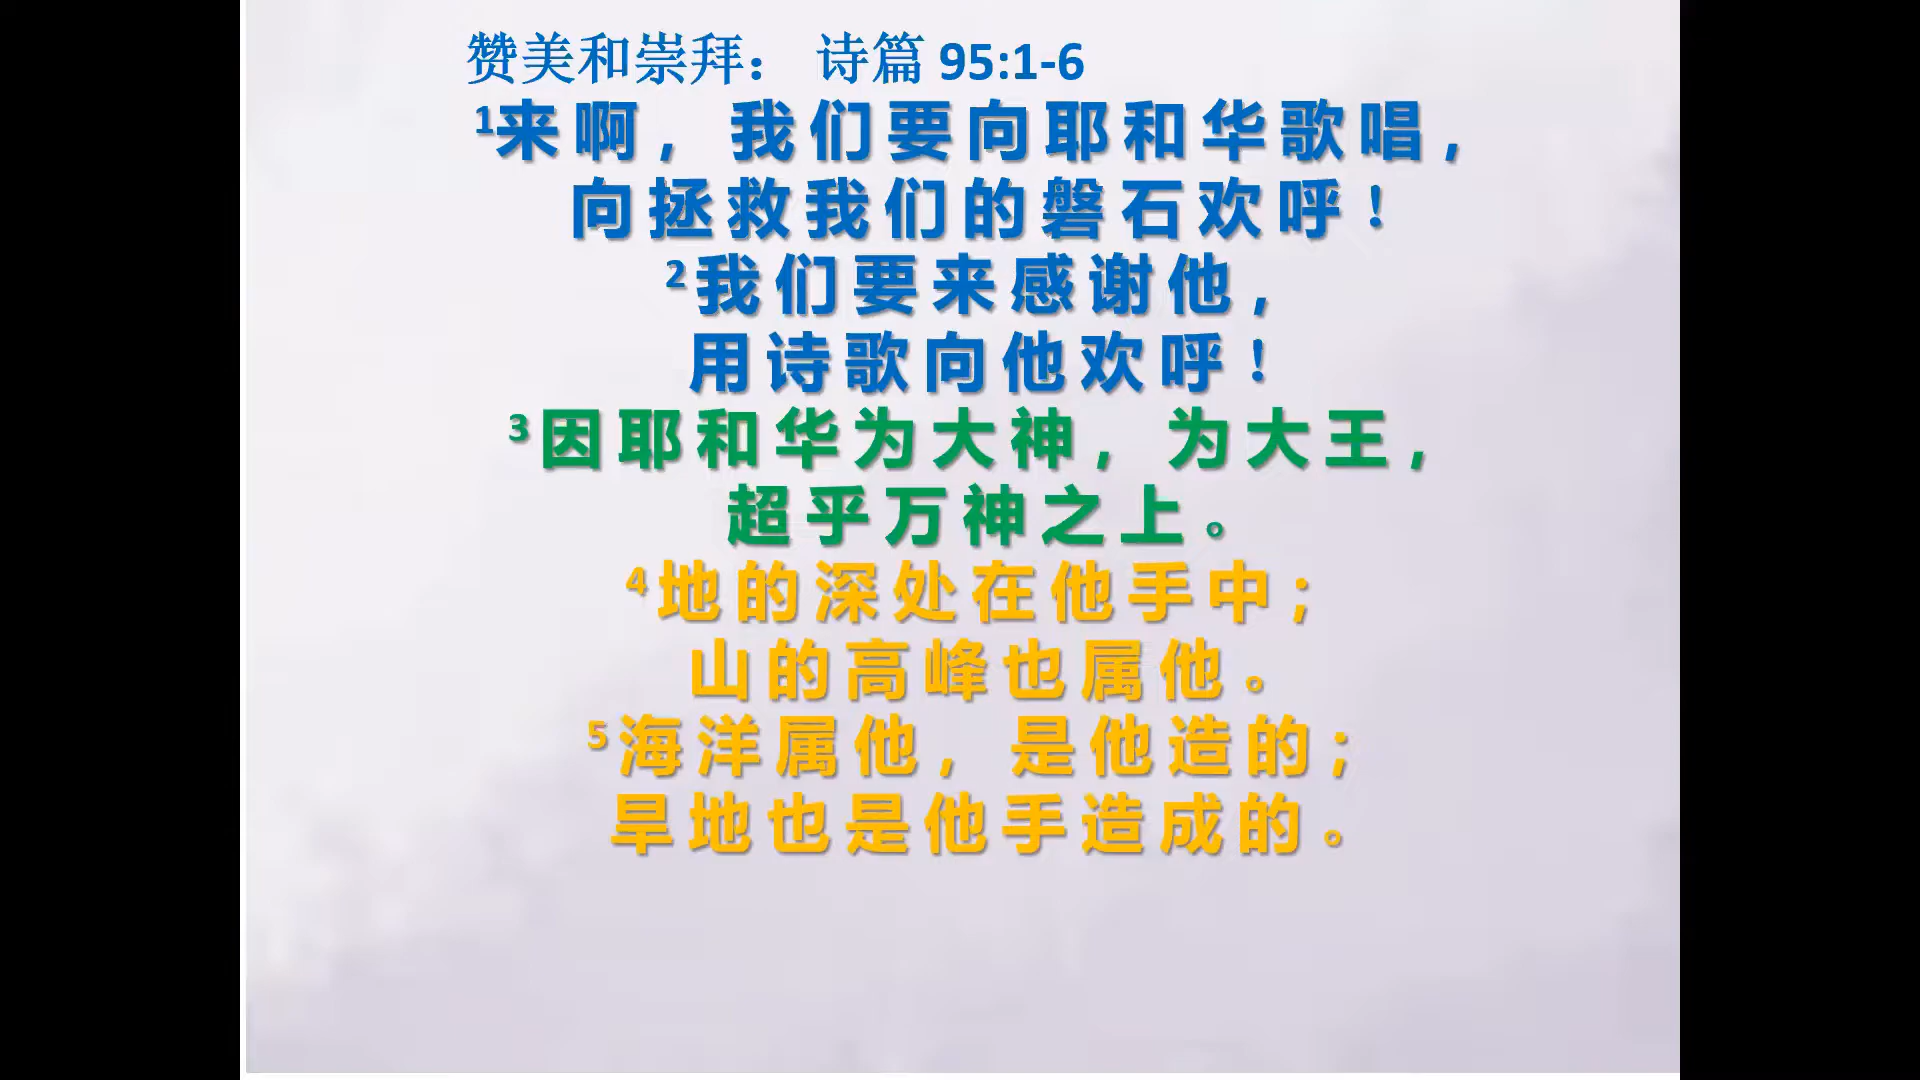 赞美和崇拜： 诗篇 95:1-6
1来啊，我们要向耶和华歌唱，
向拯救我们的磐石欢呼！
2我们要来感谢他，
用诗歌向他欢呼！
3因耶和华为大神，为大王，
超乎万神之上。
4地的深处在他手中；
山的高峰也属他。
5海洋属他，是他造的；
旱地也是他手造成的。